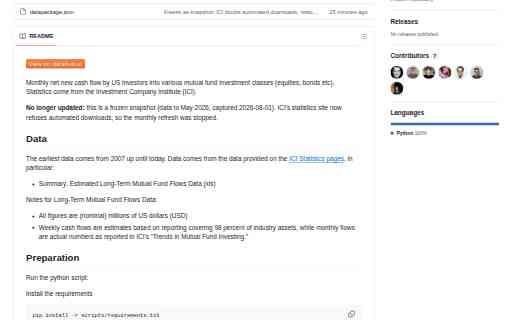 datapackage.json
Freeze as snapshot: ICI blocks automated downloads, reso...
25 minutes ago
README
View on datahub.io
Monthly net new cash flow by US investors into various mutual fund investment classes (equities, bonds etc).
Statistics come from the Investment Company Institute (ICI).
No longer updated: this is a frozen snapshot (data to May 2026, captured 2026-08-01). ICI's statistics site now
refuses automated downloads, so the monthly refresh was stopped.
Data
The earliest data comes from 2007 up until today. Data comes from the data provided on the ICI Statistics pages, in
particular:
• Summary: Estimated Long-Term Mutual Fund Flows Data (xls)
Notes for Long-Term Mutual Fund Flows Data:
• All figures are (nominal) millions of US dollars (USD)
• Weekly cash flows are estimates based on reporting covering 98 percent of industry assets, while monthly flows
are actual numbers as reported in ICI's "Trends in Mutual Fund Investing."
Preparation
Run the python script:
Install the requirements
pip install -r scripts/requirements.txt
Releases
No releases published
Contributors 7
Languages
Python 100%